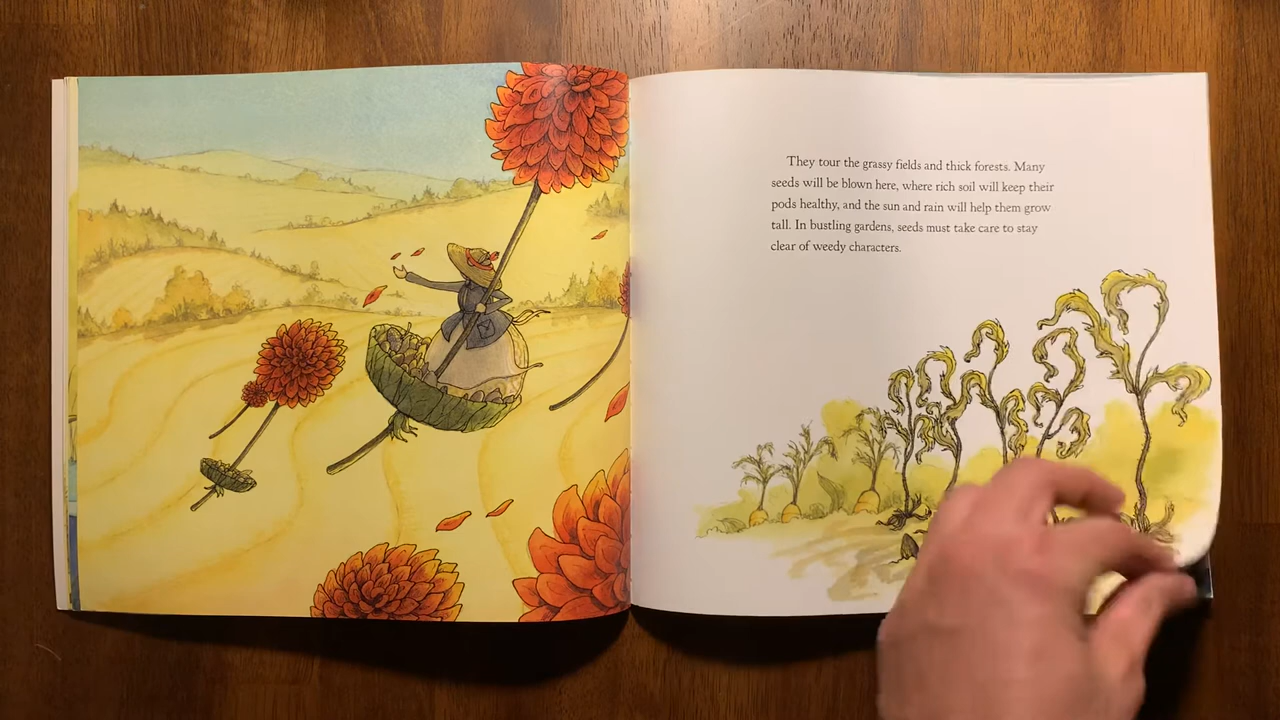 They tour the grassy fields and thick forests. Many
seeds will be blown here, where rich soil will keep their
pods healthy, and the sun and rain will help them grow
tall. In bustling gardens, seeds must take care to stay
clear of weedy characters.